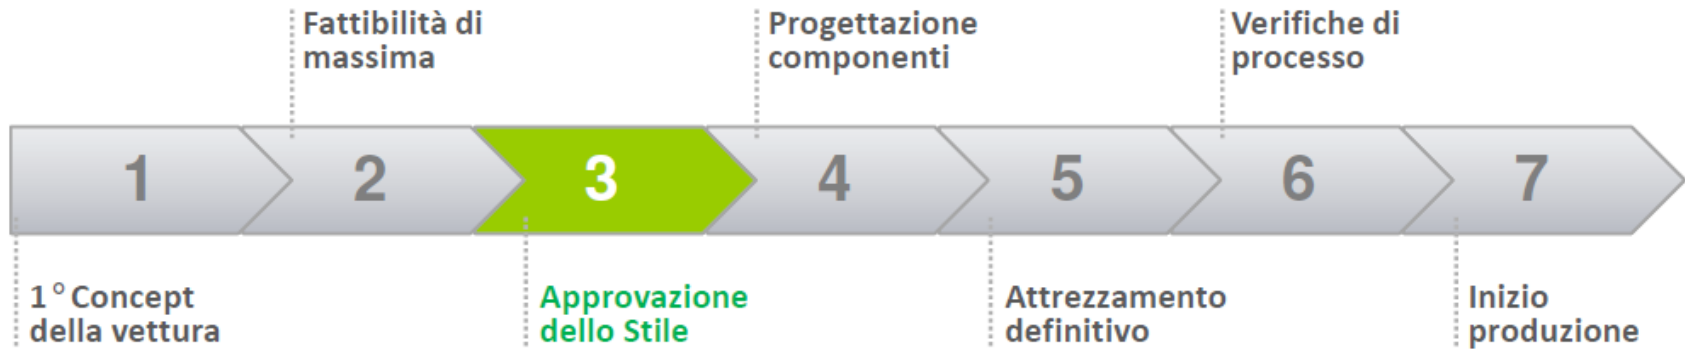 Fattibilità di
massima
Progettazione
componenti
Verifiche di
processo
1
2
3
4
5
6
7
1° Concept
della vettura
Approvazione
dello Stile
Attrezzamento
definitivo
Inizio
produzione